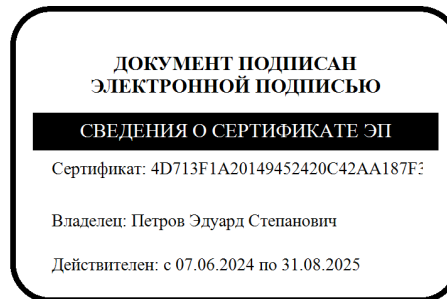 ДОКУМЕНТ ПОДПИСАН
ЭЛЕКТРОННОЙ ПОДПИСЬЮ
СВЕДЕНИЯ О СЕРТИФИКАТЕ ЭП
Сертификат: 4D713F1A20149452420C42AA187F3
Владелец: Петров Эдуард Степанович
Действителен: с 07.06.2024 по 31.08.2025